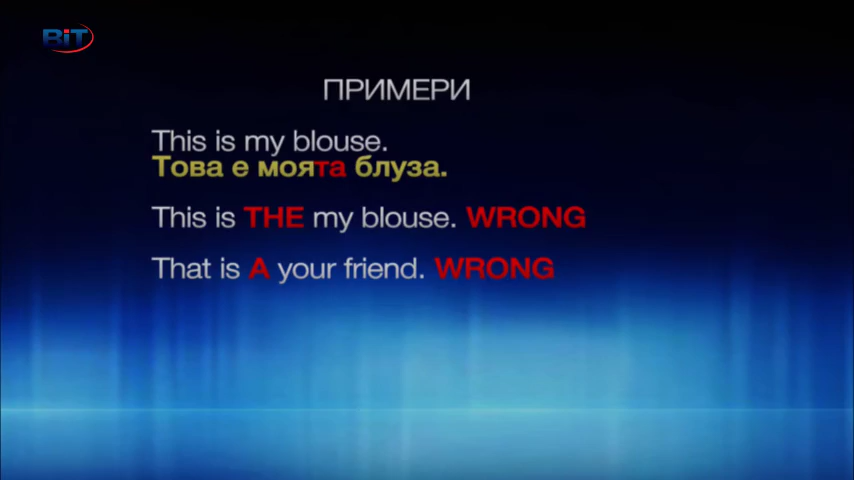 BiT
ПРИМЕРИ
This is my blouse.
Това е моята блуза.
This is THE my blouse. WRONG
That is A your friend. WRONG